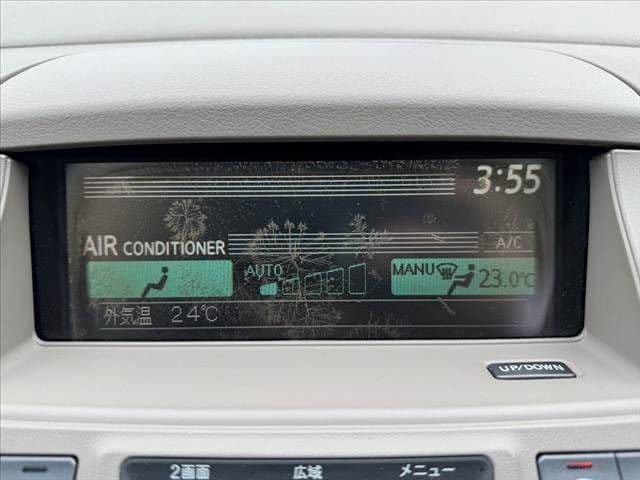 3:55
AIR CONDITIONER A/C
AUTO MANU 23.0℃
外気温 24℃
UP/DOWN
2画面 広域 メニュー